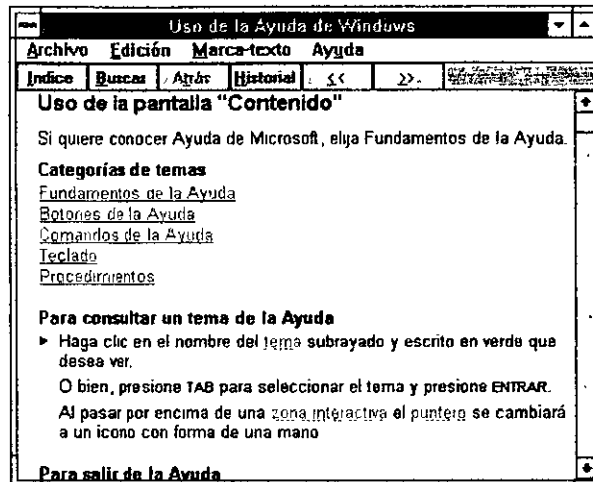 Uso de la Ayuda de Windows
Archivo Edición Marca-texto Ayuda
Indice Buscar Atrás Historial << >>
Uso de la pantalla "Contenido"
Si quiere conocer Ayuda de Microsoft, elija Fundamentos de la Ayuda.
Categorías de temas
Fundamentos de la Ayuda
Botones de la Ayuda
Comandos de la Ayuda
Teclado
Procedimientos
Para consultar un tema de la Ayuda
► Haga clic en el nombre del tema subrayado y escrito en verde que
desea ver.
O bien, presione TAB para seleccionar el tema y presione ENTRAR.
Al pasar por encima de una zona interactiva el puntero se cambiará
a un icono con forma de una mano
Para salir de la Ayuda